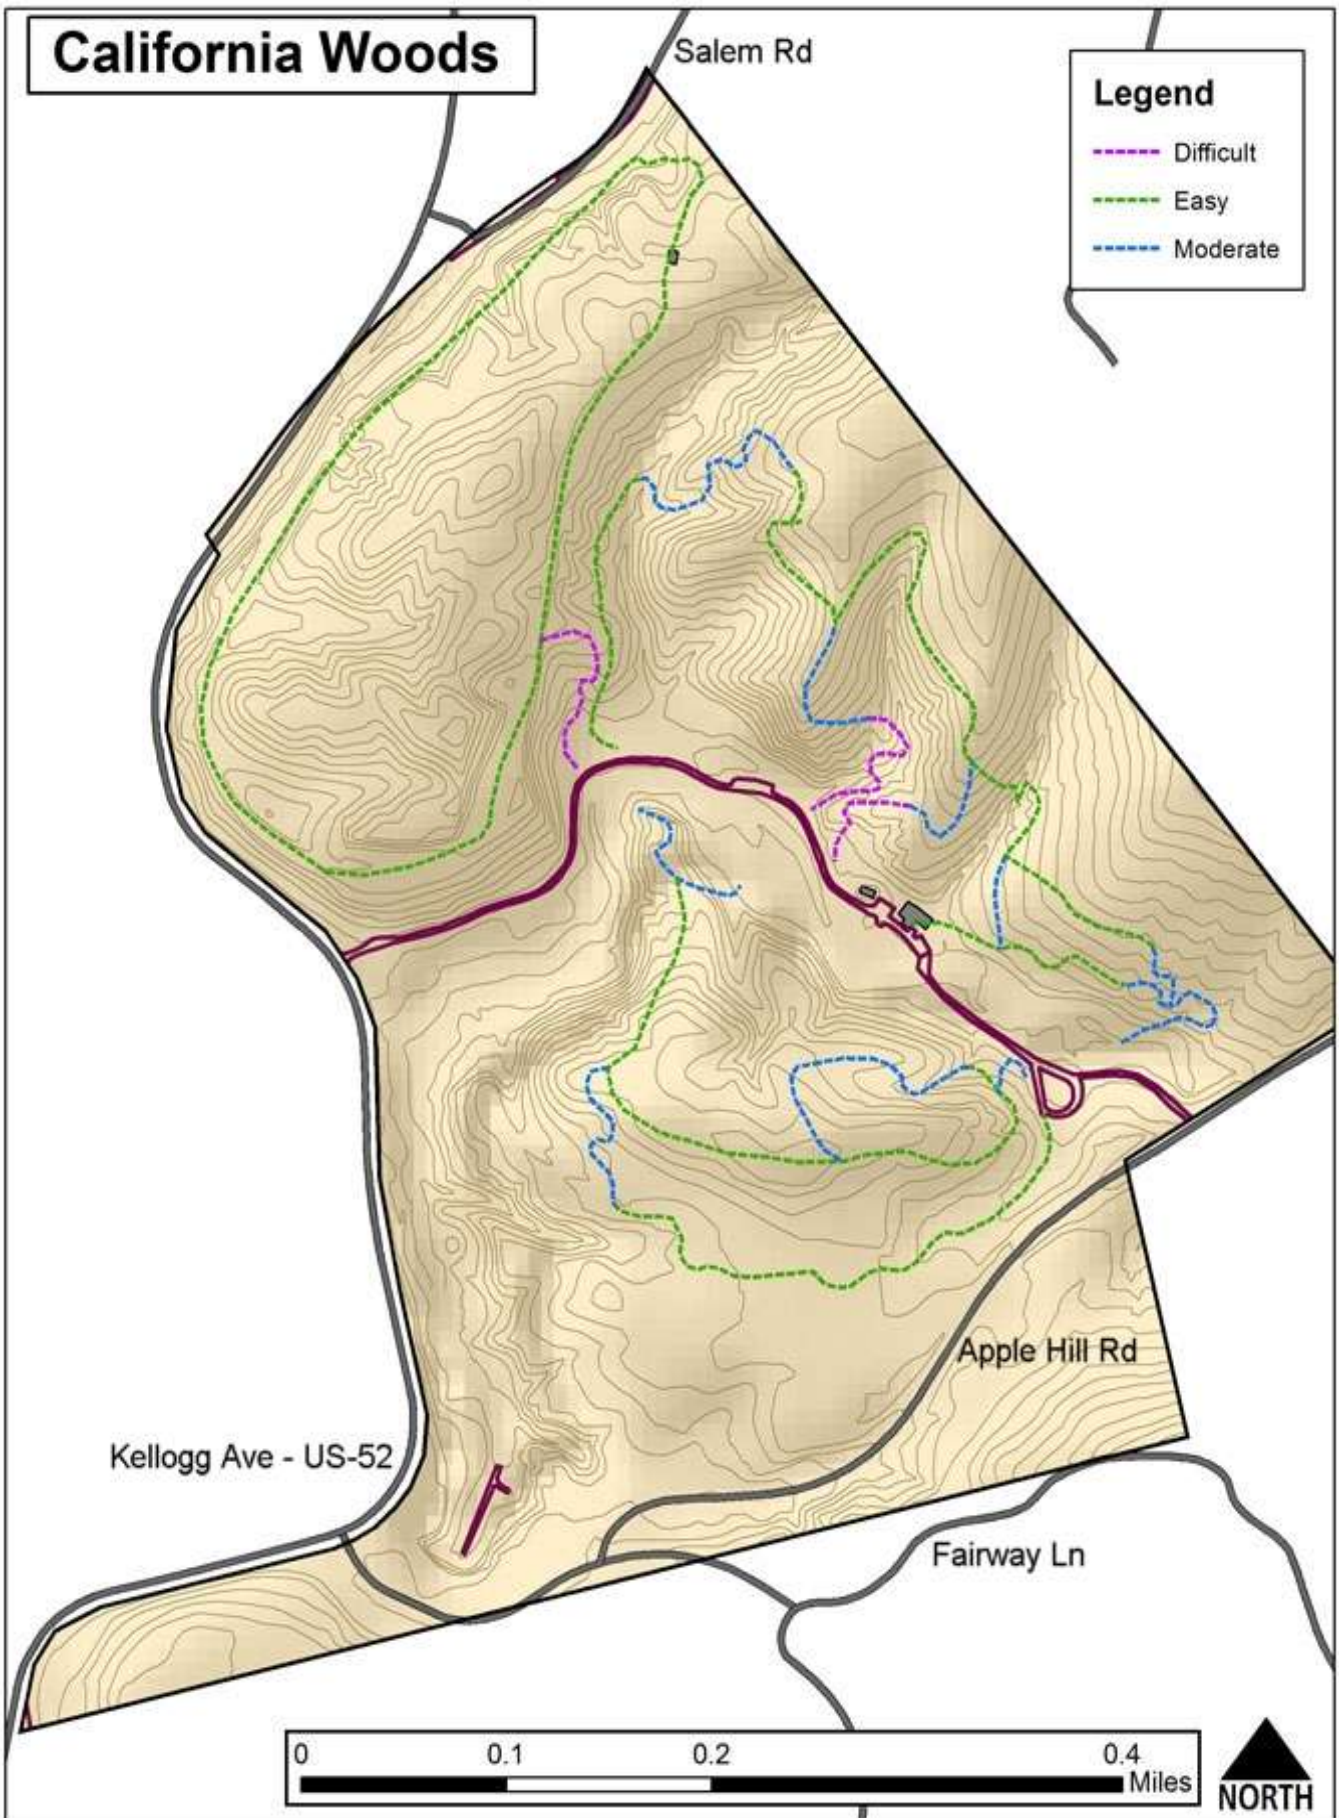 California Woods
Salem Rd
Legend
Difficult
Easy
Moderate
Apple Hill Rd
Kellogg Ave - US-52
Fairway Ln
0 0.1 0.2 0.4
Miles
NORTH